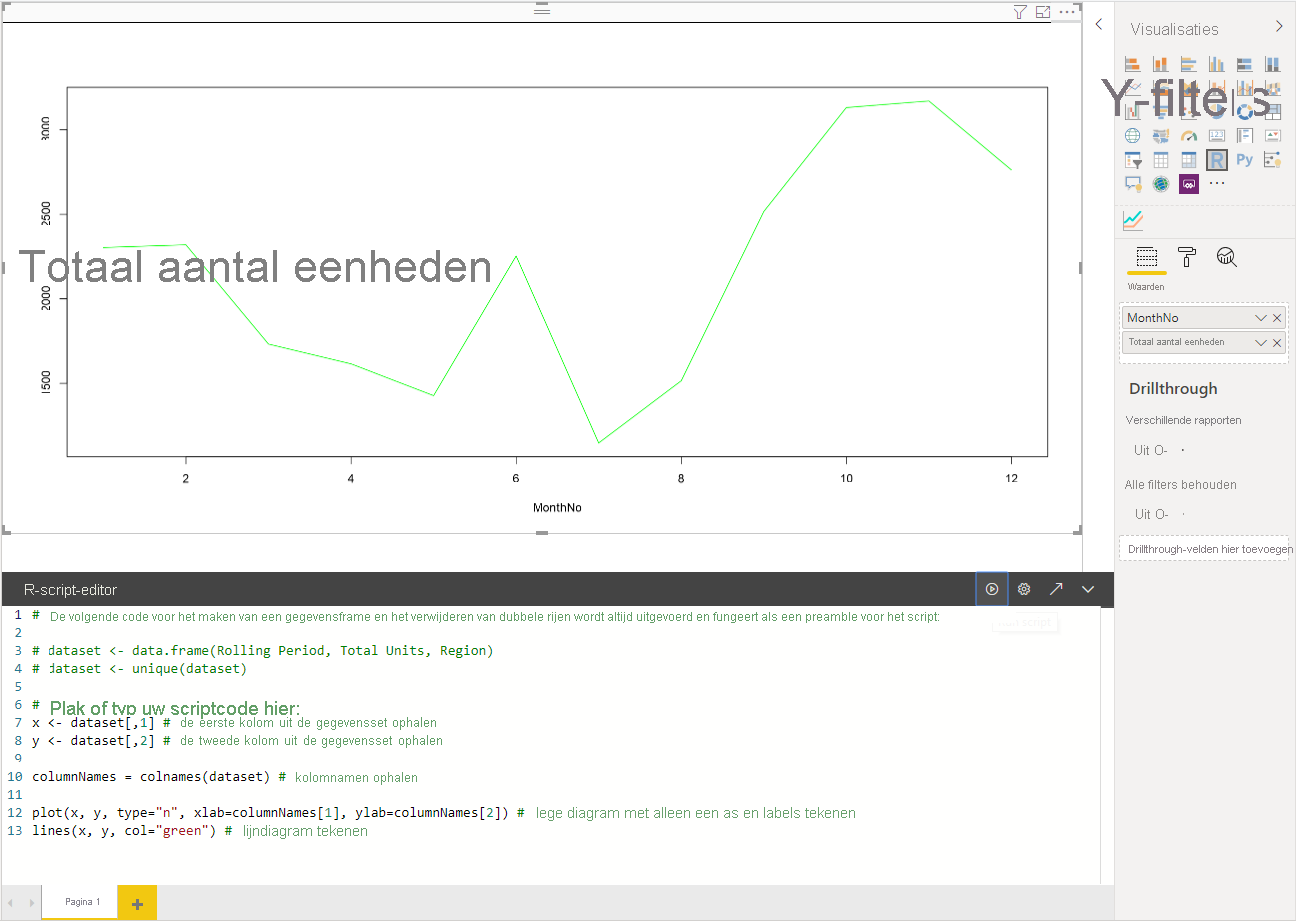 Visualisaties
Y-filters
3000
2500
Totaal aantal eenheden
2000
1500
2 4 6 8 10 12
MonthNo
R Py
123
Waarden
MonthNo
Totaal aantal eenheden
Drillthrough
Verschillende rapporten
Uit O-
Alle filters behouden
Uit O-
Drillthrough-velden hier toevoegen
R-script-editor
script
1 # De volgende code voor het maken van een gegevensframe en het verwijderen van dubbele rijen wordt altijd uitgevoerd en fungeert als een preamble voor het script:
2
3 # dataset <- data.frame(Rolling Period, Total Units, Region)
4 # dataset <- unique(dataset)
5
6 # Plak of typ uw scriptcode hier:
7 x <- dataset[,1] # de eerste kolom uit de gegevensset ophalen
8 y <- dataset[,2] # de tweede kolom uit de gegevensset ophalen
9
10 columnNames = colnames(dataset) # kolomnamen ophalen
11
12 plot(x, y, type="n", xlab=columnNames[1], ylab=columnNames[2]) # lege diagram met alleen een as en labels tekenen
13 lines(x, y, col="green") # lijndiagram tekenen
Pagina 1